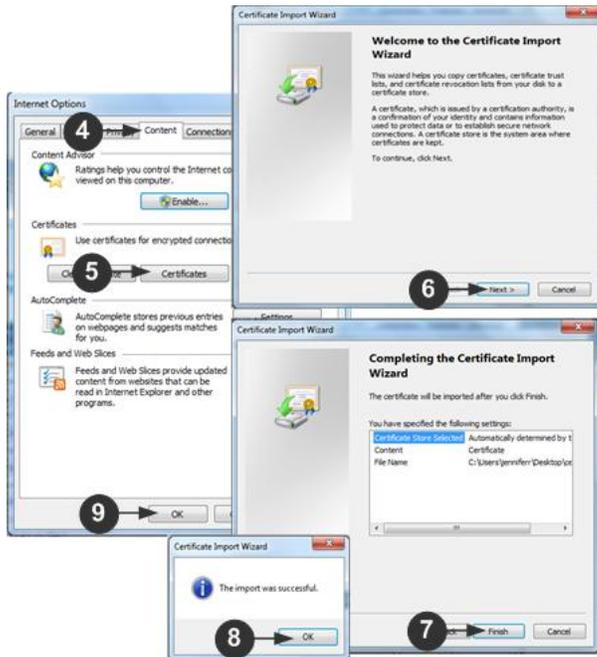 Certificate Import Wizard
Welcome to the Certificate Import
Wizard
This wizard helps you copy certificates, certificate trust
lists, and certificate revocation lists from your disk to a
certificate store.
A certificate, which is issued by a certification authority, is
a confirmation of your identity and contains information
used to protect data or to establish secure network
connections. A certificate store is the system area where
certificates are kept.
To continue, click Next.
6
Next >
Cancel
Internet Options
4
General
Content
Connection
Content Advisor
Ratings help you control the Internet co
viewed on this computer.
Enable...
Certificates
Use certificates for encrypted connectio
5
Certificates
AutoComplete
AutoComplete stores previous entries
on webpages and suggests matches
for you.
Settings
Feeds and Web Slices
Feeds and Web Slices provide updated
content from websites that can be
read in Internet Explorer and other
programs.
9
OK
Certificate Import Wizard
Completing the Certificate Import
Wizard
The certificate will be imported after you click Finish.
You have specified the following settings:
Certificate Store Selected Automatically determined by t
Content Certificate
File Name C:\Users\jenniferr\Desktop\ce
7
Finish
Cancel
Certificate Import Wizard
The import was successful.
8
OK